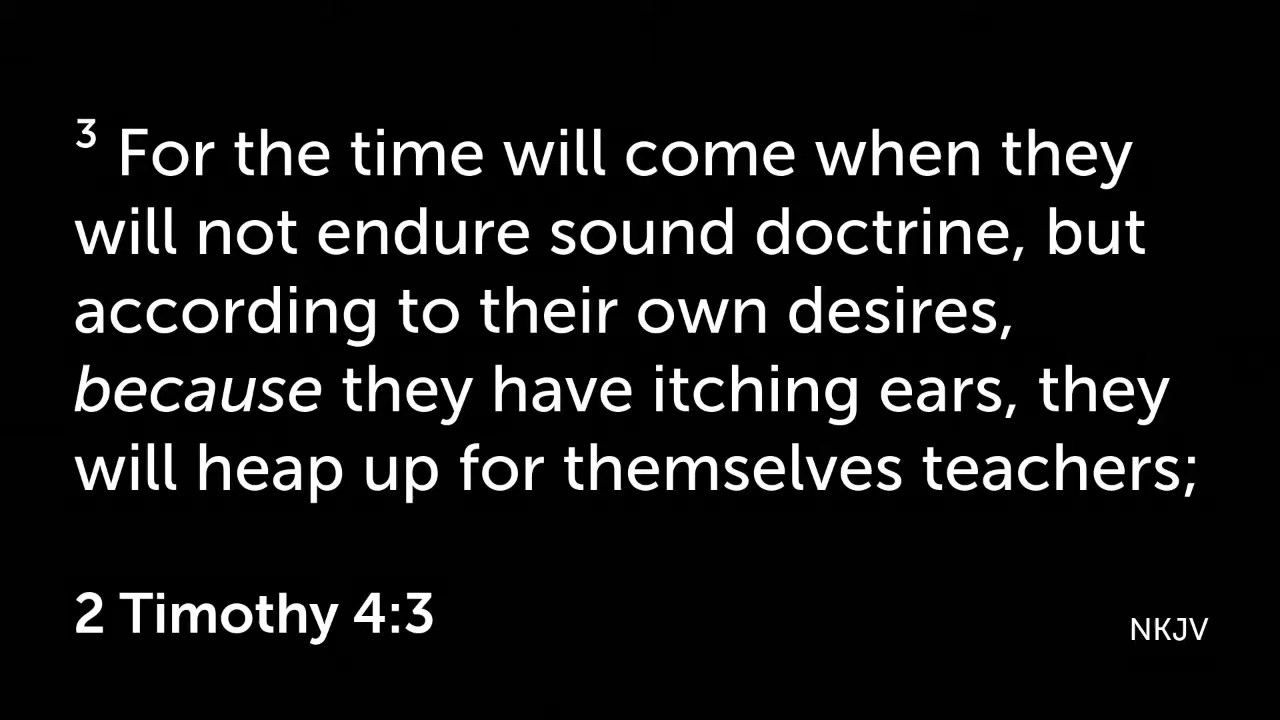 ³ For the time will come when they
will not endure sound doctrine, but
according to their own desires,
because they have itching ears, they
will heap up for themselves teachers;
2 Timothy 4:3
NKJV